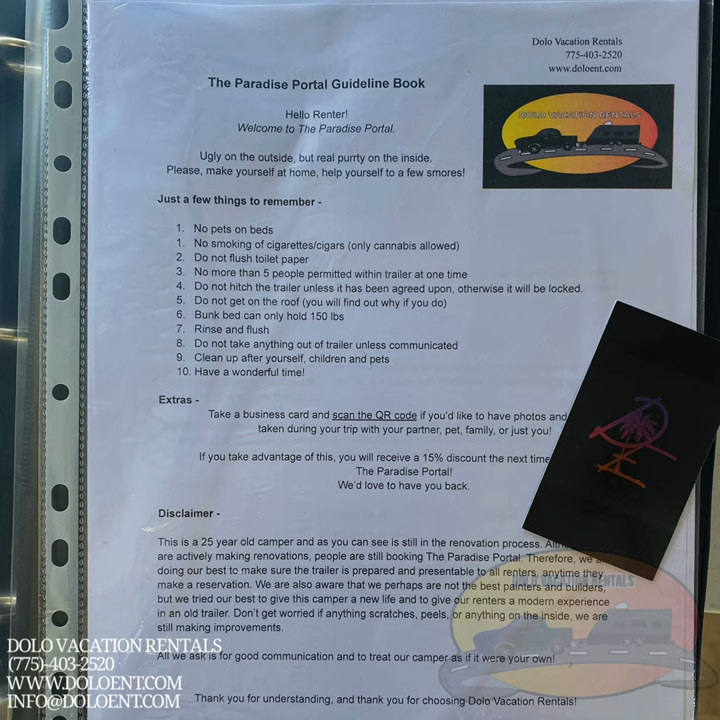 Dolo Vacation Rentals
775-403-2520
www.doloent.com
DOLO VACATION RENTALS
The Paradise Portal Guideline Book
Hello Renter!
Welcome to The Paradise Portal.
Ugly on the outside, but real purrty on the inside.
Please, make yourself at home, help yourself to a few smores!
Just a few things to remember -
1. No pets on beds
1. No smoking of cigarettes/cigars (only cannabis allowed)
2. Do not flush toilet paper
3. No more than 5 people permitted within trailer at one time
4. Do not hitch the trailer unless it has been agreed upon, otherwise it will be locked.
5. Do not get on the roof (you will find out why if you do)
6. Bunk bed can only hold 150 lbs
7. Rinse and flush
8. Do not take anything out of trailer unless communicated
9. Clean up after yourself, children and pets
10. Have a wonderful time!
Extras -
Take a business card and scan the QR code if you'd like to have photos and
taken during your trip with your partner, pet, family, or just you!
If you take advantage of this, you will receive a 15% discount the next time
The Paradise Portal!
We'd love to have you back.
Disclaimer -
This is a 25 year old camper and as you can see is still in the renovation process.
are actively making renovations, people are still booking The Paradise Portal. Therefore, we
doing our best to make sure the trailer is prepared and presentable to all renters, anytime they
make a reservation. We are also aware that we perhaps are not the best painters and builders,
but we tried our best to give this camper a new life and to give our renters a modern experience
in an old trailer. Don't get worried if anything scratches, peels, or anything on the inside, we are
still making improvements.
All we ask is for good communication and to treat our camper as if it were your own!
Thank you for understanding, and thank you for choosing Dolo Vacation Rentals!
DOLO VACATION RENTALS
DOLO VACATION RENTALS
(775)-403-2520
WWW.DOLOENT.COM
INFO@DOLOENT.COM